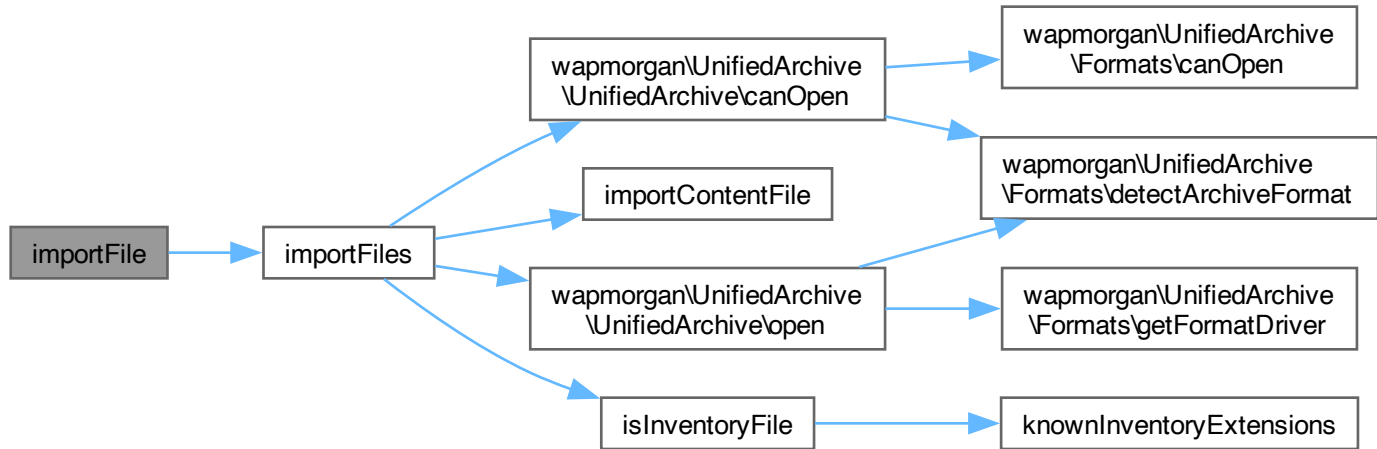 importFile
importFiles
wapmorgan\UnifiedArchive
\UnifiedArchive\canOpen
importContentFile
wapmorgan\UnifiedArchive
\UnifiedArchive\open
isInventoryFile
wapmorgan\UnifiedArchive
\Formats\canOpen
wapmorgan\UnifiedArchive
\Formats\detectArchiveFormat
wapmorgan\UnifiedArchive
\Formats\getFormatDriver
knownInventoryExtensions